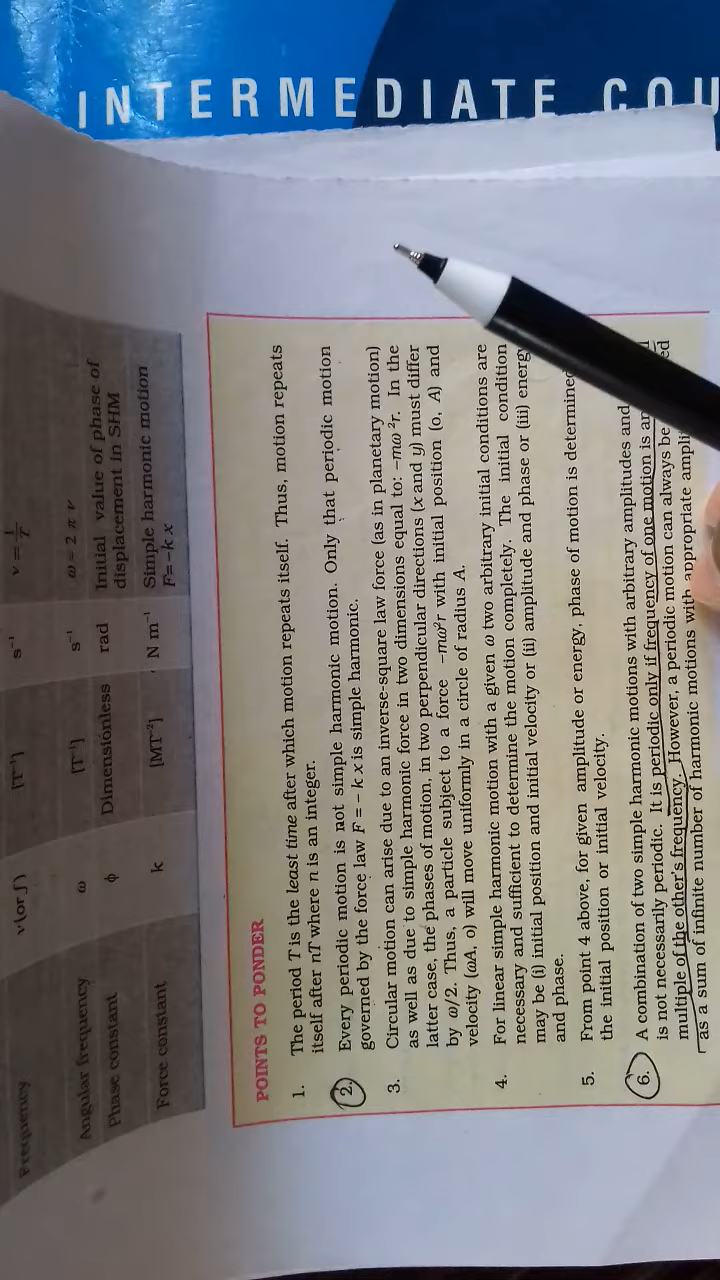 INTERMEDIATE COU
Frequency ν(or f) [T⁻¹] s⁻¹ ν = 1/T
Angular frequency ω [T⁻¹] s⁻¹ ω = 2 π ν
Phase constant ϕ Dimensionless rad Initial value of phase of
displacement in SHM
Force constant k [MT⁻²] N m⁻¹ Simple harmonic motion
F = – k x
POINTS TO PONDER
1. The period T is the least time after which motion repeats itself. Thus, motion repeats
itself after nT where n is an integer.
2. Every periodic motion is not simple harmonic motion. Only that periodic motion
governed by the force law F = – k x is simple harmonic.
3. Circular motion can arise due to an inverse-square law force (as in planetary motion)
as well as due to simple harmonic force in two dimensions equal to: –mω²r. In the
latter case, the phases of motion, in two perpendicular directions (x and y) must differ
by ω/2. Thus, a particle subject to a force –mω²r with initial position (o, A) and
velocity (ωA, o) will move uniformly in a circle of radius A.
4. For linear simple harmonic motion with a given ω two arbitrary initial conditions are
necessary and sufficient to determine the motion completely. The initial condition
may be (i) initial position and initial velocity or (ii) amplitude and phase or (iii) energy
and phase.
5. From point 4 above, for given amplitude or energy, phase of motion is determined
the initial position or initial velocity.
6. A combination of two simple harmonic motions with arbitrary amplitudes and
is not necessarily periodic. It is periodic only if frequency of one motion is an
multiple of the other's frequency. However, a periodic motion can always be ed
as a sum of infinite number of harmonic motions with appropriate ampli